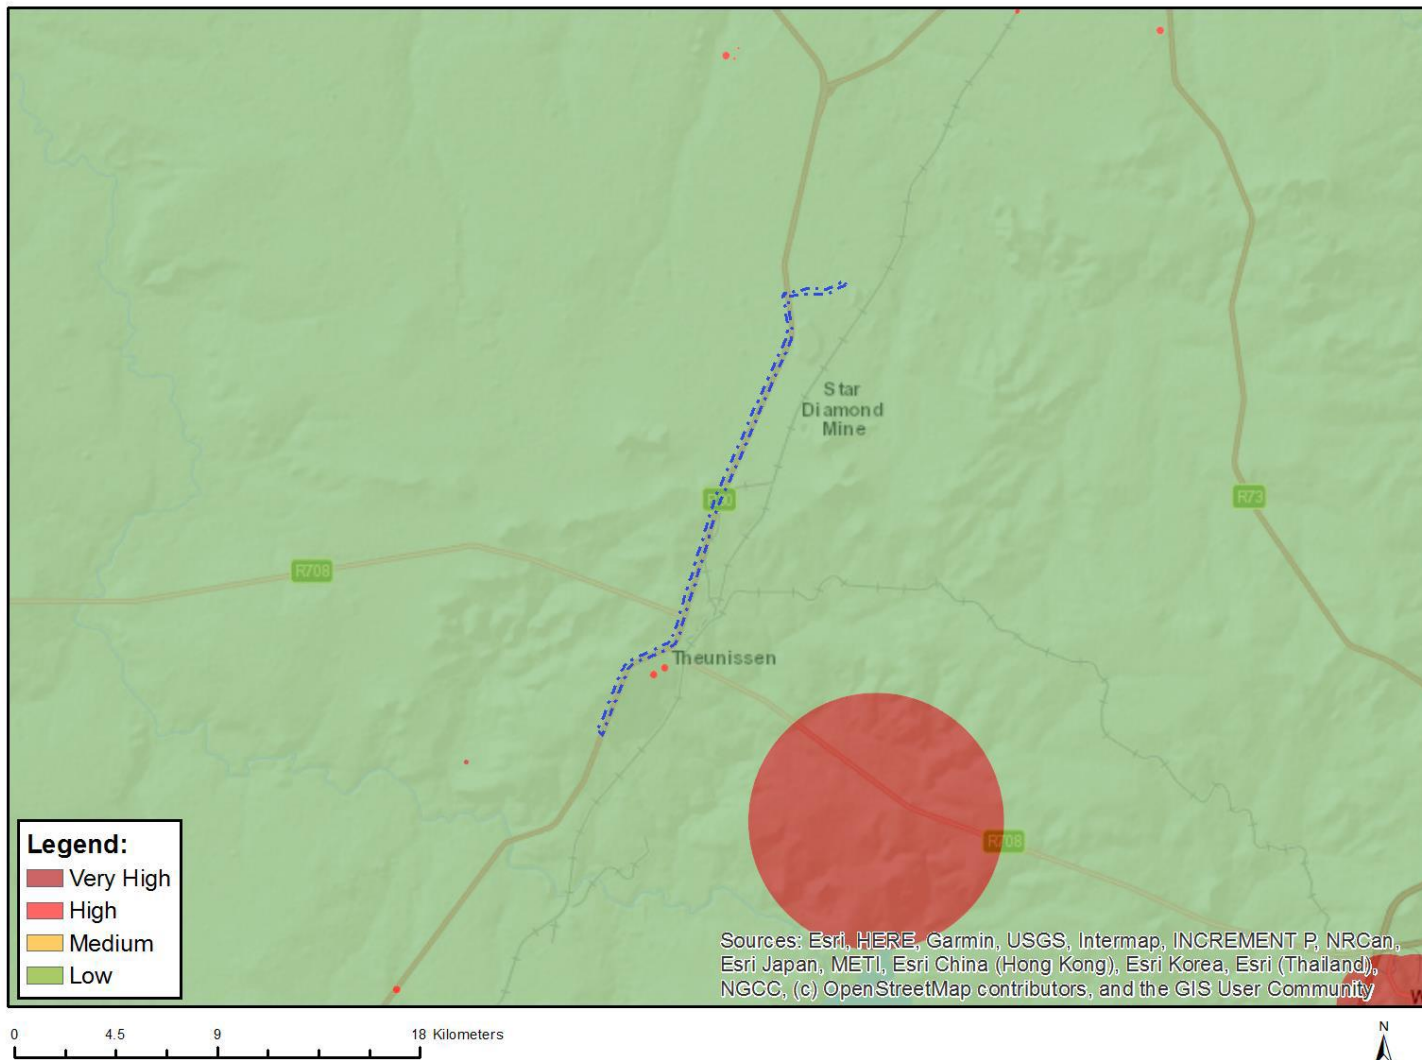 Star
Diamond
Mine
R73
R708
Theunissen
R708
Legend:
Very High
High
Medium
Low
Sources: Esri, HERE, Garmin, USGS, Intermap, INCREMENT P, NRCan,
Esri Japan, METI, Esri China (Hong Kong), Esri Korea, Esri (Thailand),
NGCC, (c) OpenStreetMap contributors, and the GIS User Community
W
0 4.5 9 18 Kilometers
N